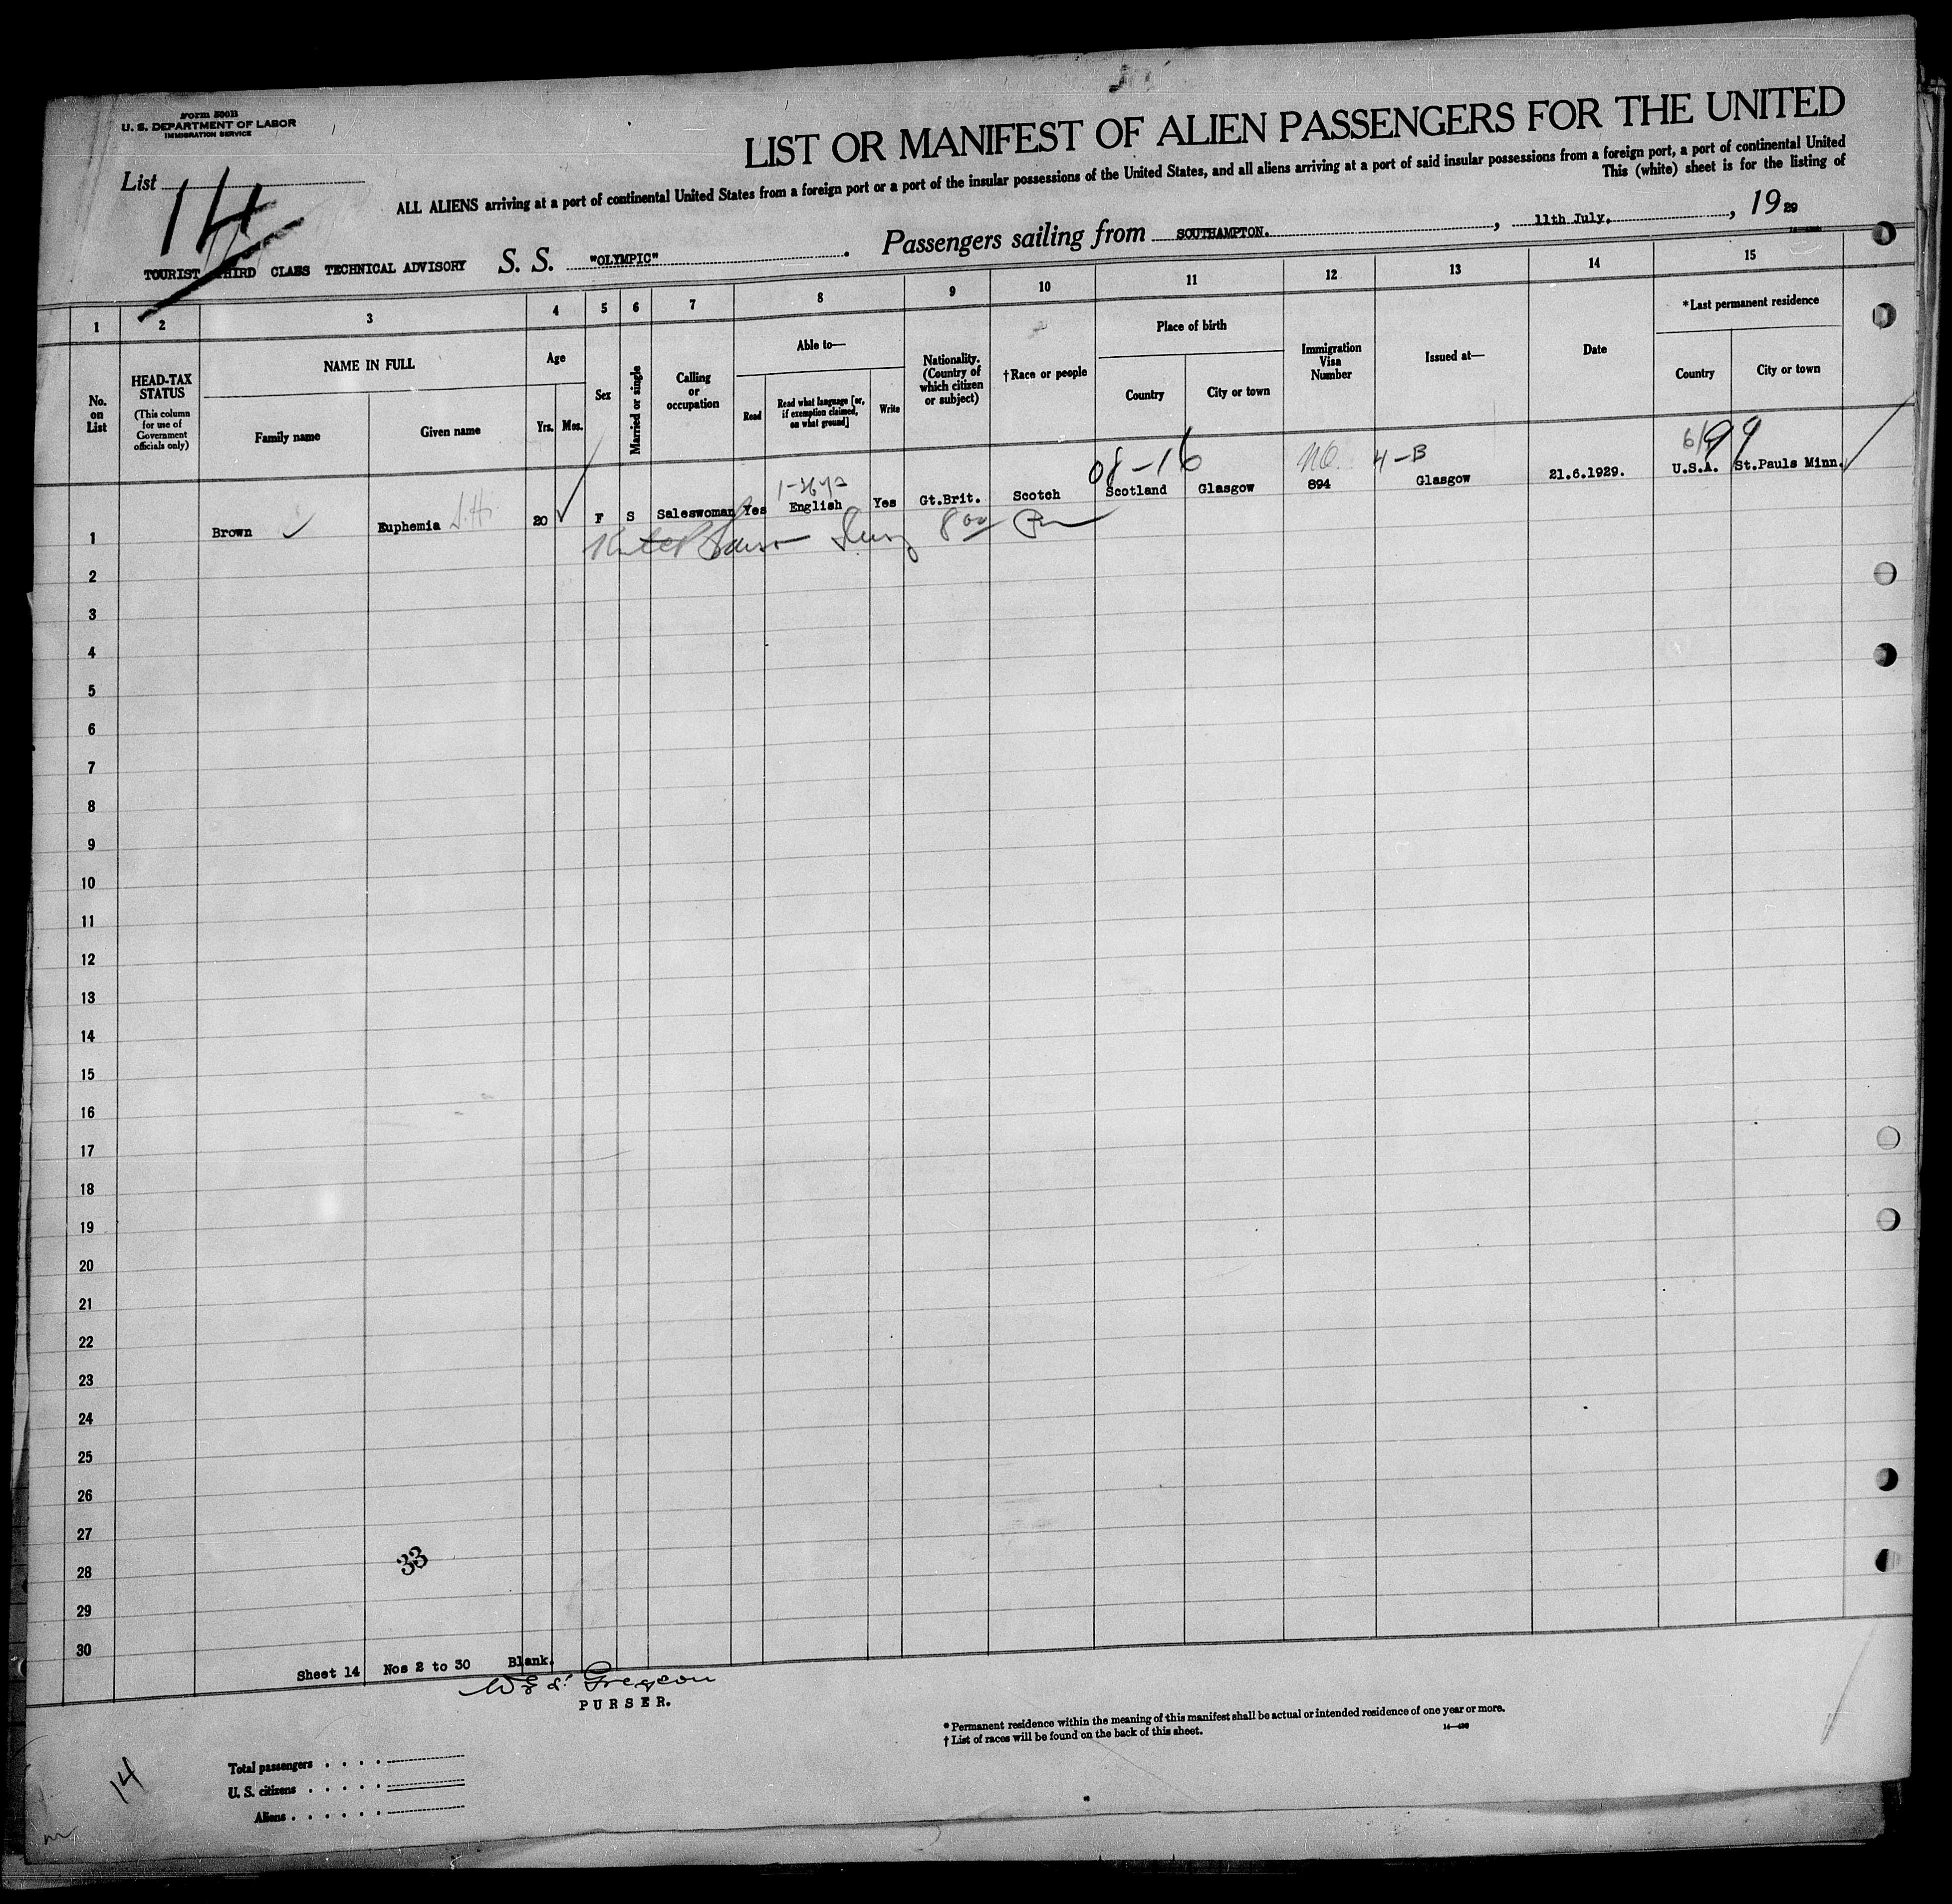 Form 500B
U. S. DEPARTMENT OF LABOR
IMMIGRATION SERVICE
LIST OR MANIFEST OF ALIEN PASSENGERS FOR THE UNITED
List 14
ALL ALIENS arriving at a port of continental United States from a foreign port or a port of the insular possessions of the United States, and all aliens arriving at a port of said insular possessions from a foreign port, a port of continental United
This (white) sheet is for the listing of
TOURIST THIRD CLASS TECHNICAL ADVISORY S. S. "OLYMPIC". Passengers sailing from SOUTHAMPTON., 11th July., 19 29
1 2 3 4 5 6 7 8 9 10 11 12 13 14 15
No. on List
HEAD-TAX STATUS (This column for use of Government officials only)
NAME IN FULL
Family name
Given name
Age
Yrs. Mos.
Sex
Married or single
Calling or occupation
Able to—
Read
Read what language [or, if exemption claimed, on what ground]
Write
Nationality. (Country of which citizen or subject)
†Race or people
Place of birth
Country
City or town
Immigration Visa Number
Issued at—
Date
*Last permanent residence
Country
City or town
08-16 4-B 6/99
1 Brown Euphemia 20 F S Saleswoman Yes English Yes Gt.Brit. Scotch Scotland Glasgow 894 Glasgow 21.6.1929. U.S.A. St.Pauls Minn.
2
3
4
5
6
7
8
9
10
11
12
13
14
15
16
17
18
19
20
21
22
23
24
25
26
27
33
28
29
30
Sheet 14 Nos 2 to 30 Blank.
PURSER.
* Permanent residence within the meaning of this manifest shall be actual or intended residence of one year or more.
† List of races will be found on the back of this sheet.
14
Total passengers . . . .
U. S. citizens . . . . .
Aliens . . . . . .